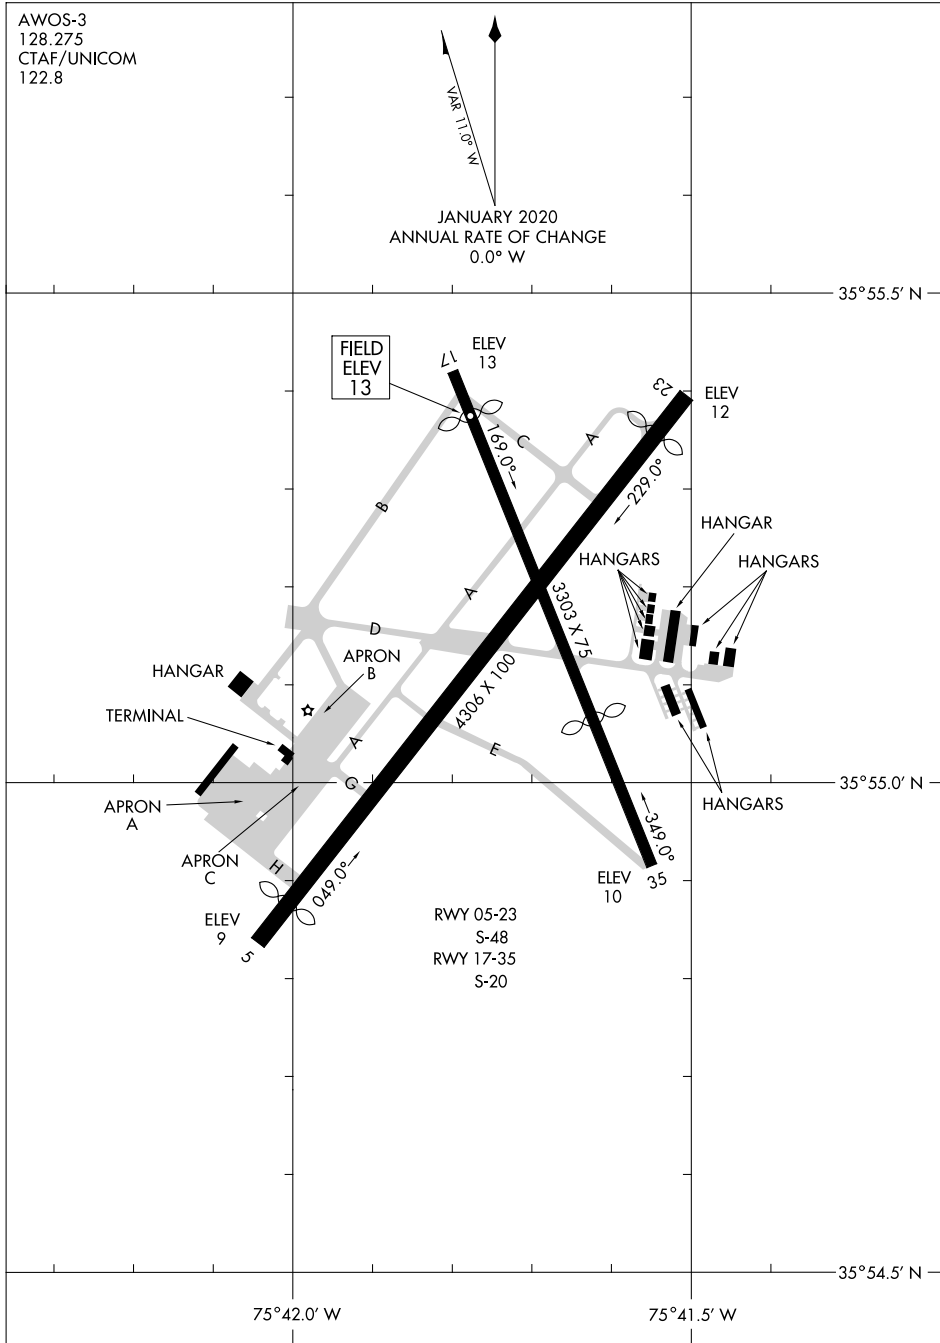 AWOS-3
128.275
CTAF/UNICOM
122.8
VAR 11.0° W
JANUARY 2020
ANNUAL RATE OF CHANGE
0.0° W
35°55.5' N
FIELD
ELEV
13
17
ELEV
13
23
ELEV
12
C
A
169.0°
229.0°
B
HANGAR
HANGARS
HANGARS
A
3303 X 75
D
APRON
B
HANGAR
4306 X 100
TERMINAL
A
E
G
35°55.0' N
APRON
A
HANGARS
APRON
C
H
049.0°
349.0°
35
ELEV
10
ELEV
9
5
RWY 05-23
S-48
RWY 17-35
S-20
35°54.5' N
75°42.0' W
75°41.5' W